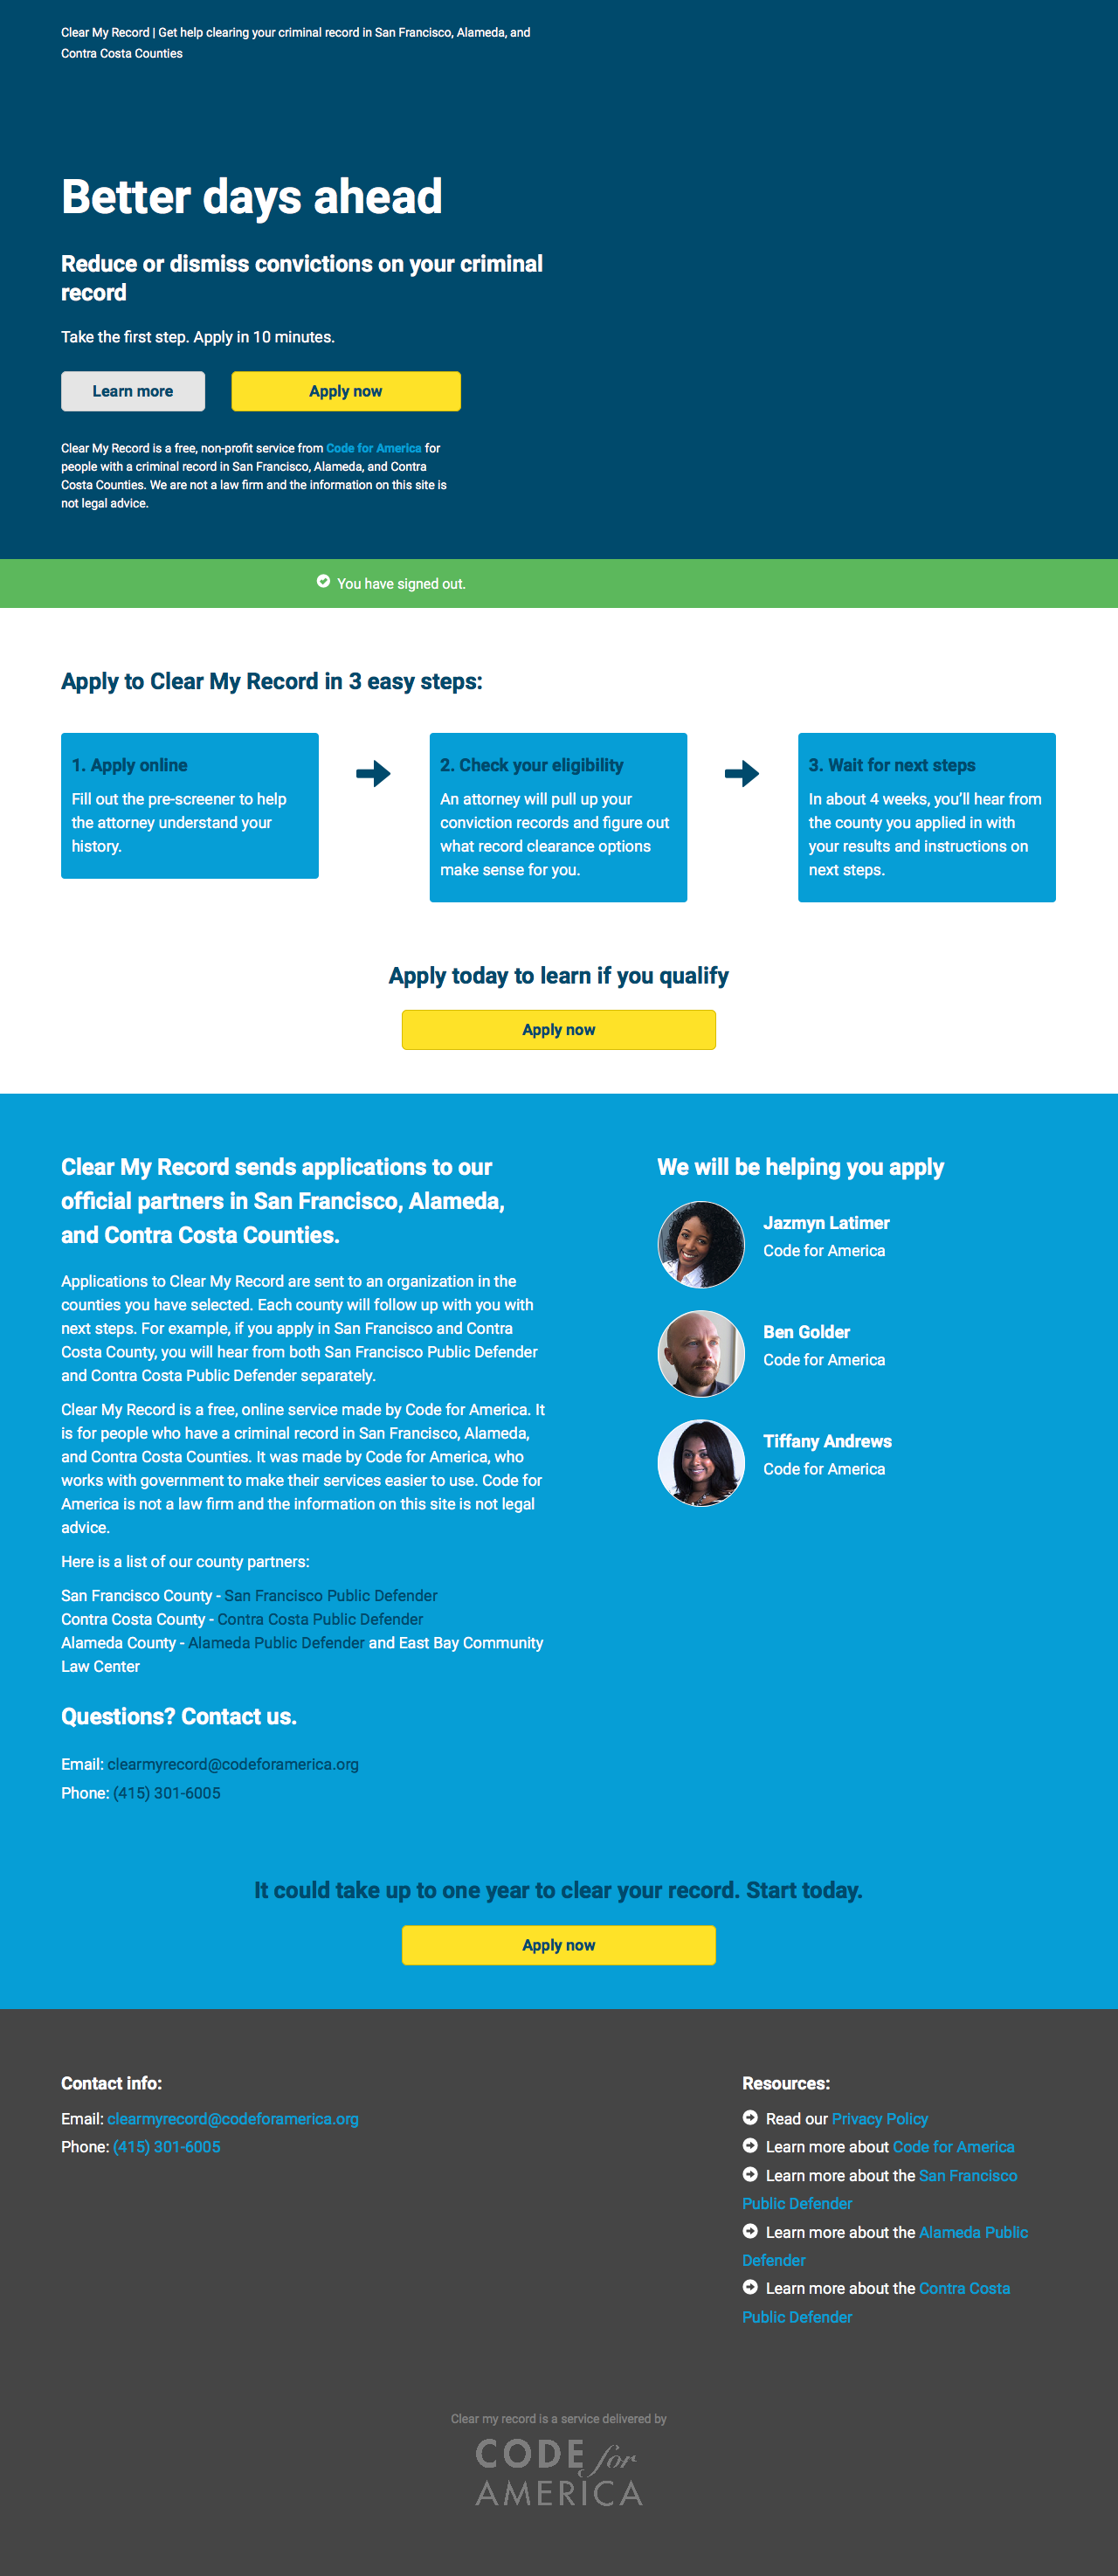 Clear My Record | Get help clearing your criminal record in San Francisco, Alameda, and
Contra Costa Counties
Better days ahead
Reduce or dismiss convictions on your criminal
record
Take the first step. Apply in 10 minutes.
Learn more
Apply now
Clear My Record is a free, non-profit service from Code for America for
people with a criminal record in San Francisco, Alameda, and Contra
Costa Counties. We are not a law firm and the information on this site is
not legal advice.
You have signed out.
Apply to Clear My Record in 3 easy steps:
1. Apply online
Fill out the pre-screener to help
the attorney understand your
history.
2. Check your eligibility
An attorney will pull up your
conviction records and figure out
what record clearance options
make sense for you.
3. Wait for next steps
In about 4 weeks, you'll hear from
the county you applied in with
your results and instructions on
next steps.
Apply today to learn if you qualify
Apply now
Clear My Record sends applications to our
official partners in San Francisco, Alameda,
and Contra Costa Counties.
Applications to Clear My Record are sent to an organization in the
counties you have selected. Each county will follow up with you with
next steps. For example, if you apply in San Francisco and Contra
Costa County, you will hear from both San Francisco Public Defender
and Contra Costa Public Defender separately.
Clear My Record is a free, online service made by Code for America. It
is for people who have a criminal record in San Francisco, Alameda,
and Contra Costa Counties. It was made by Code for America, who
works with government to make their services easier to use. Code for
America is not a law firm and the information on this site is not legal
advice.
Here is a list of our county partners:
San Francisco County - San Francisco Public Defender
Contra Costa County - Contra Costa Public Defender
Alameda County - Alameda Public Defender and East Bay Community
Law Center
Questions? Contact us.
Email: clearmyrecord@codeforamerica.org
Phone: (415) 301-6005
We will be helping you apply
Jazmyn Latimer
Code for America
Ben Golder
Code for America
Tiffany Andrews
Code for America
It could take up to one year to clear your record. Start today.
Apply now
Contact info:
Email: clearmyrecord@codeforamerica.org
Phone: (415) 301-6005
Resources:
Read our Privacy Policy
Learn more about Code for America
Learn more about the San Francisco
Public Defender
Learn more about the Alameda Public
Defender
Learn more about the Contra Costa
Public Defender
Clear my record is a service delivered by
CODE for
AMERICA